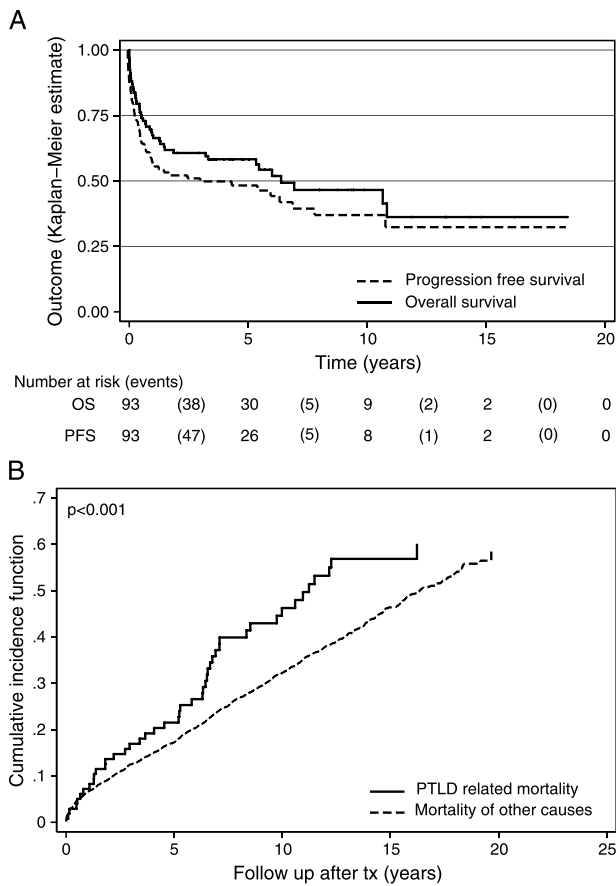 A
Outcome (Kaplan–Meier estimate)
1.00
0.75
0.50
0.25
0.00
Progression free survival
Overall survival
0 5 10 15 20
Time (years)
Number at risk (events)
OS 93 (38) 30 (5) 9 (2) 2 (0) 0
PFS 93 (47) 26 (5) 8 (1) 2 (0) 0
B
Cumulative incidence function
.7
.6
.5
.4
.3
.2
.1
0
p<0.001
PTLD related mortality
Mortality of other causes
0 5 10 15 20 25
Follow up after tx (years)